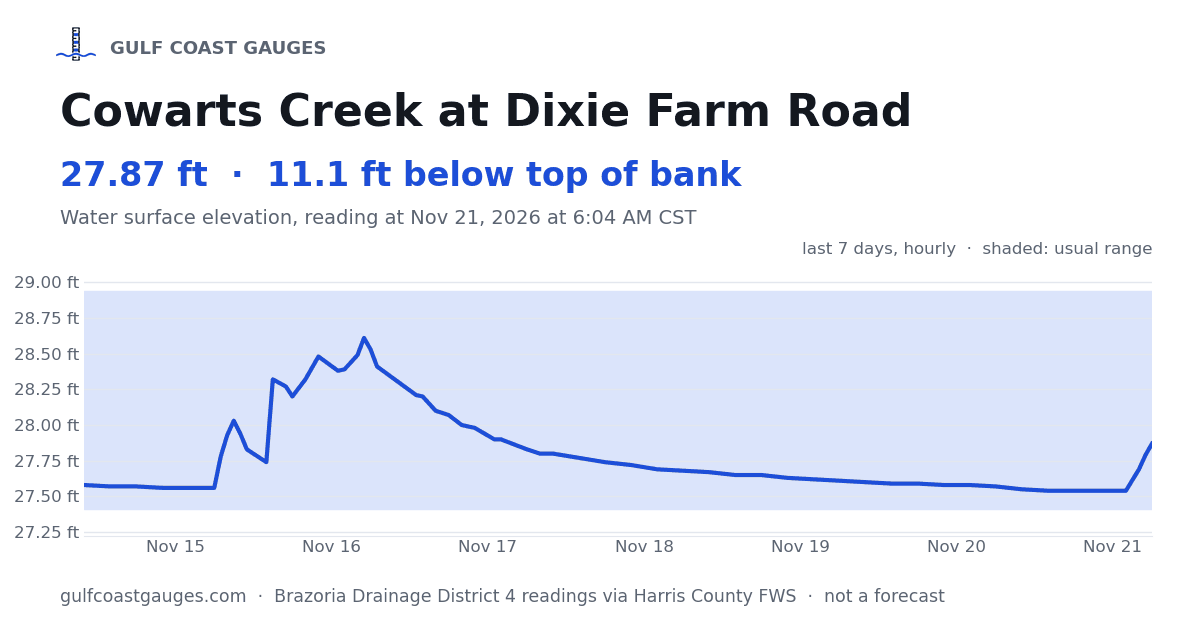 GULF COAST GAUGES
Cowarts Creek at Dixie Farm Road
27.87 ft · 11.1 ft below top of bank
Water surface elevation, reading at Nov 21, 2026 at 6:04 AM CST
last 7 days, hourly · shaded: usual range
29.00 ft
28.75 ft
28.50 ft
28.25 ft
28.00 ft
27.75 ft
27.50 ft
27.25 ft
Nov 15 Nov 16 Nov 17 Nov 18 Nov 19 Nov 20 Nov 21
gulfcoastgauges.com · Brazoria Drainage District 4 readings via Harris County FWS · not a forecast